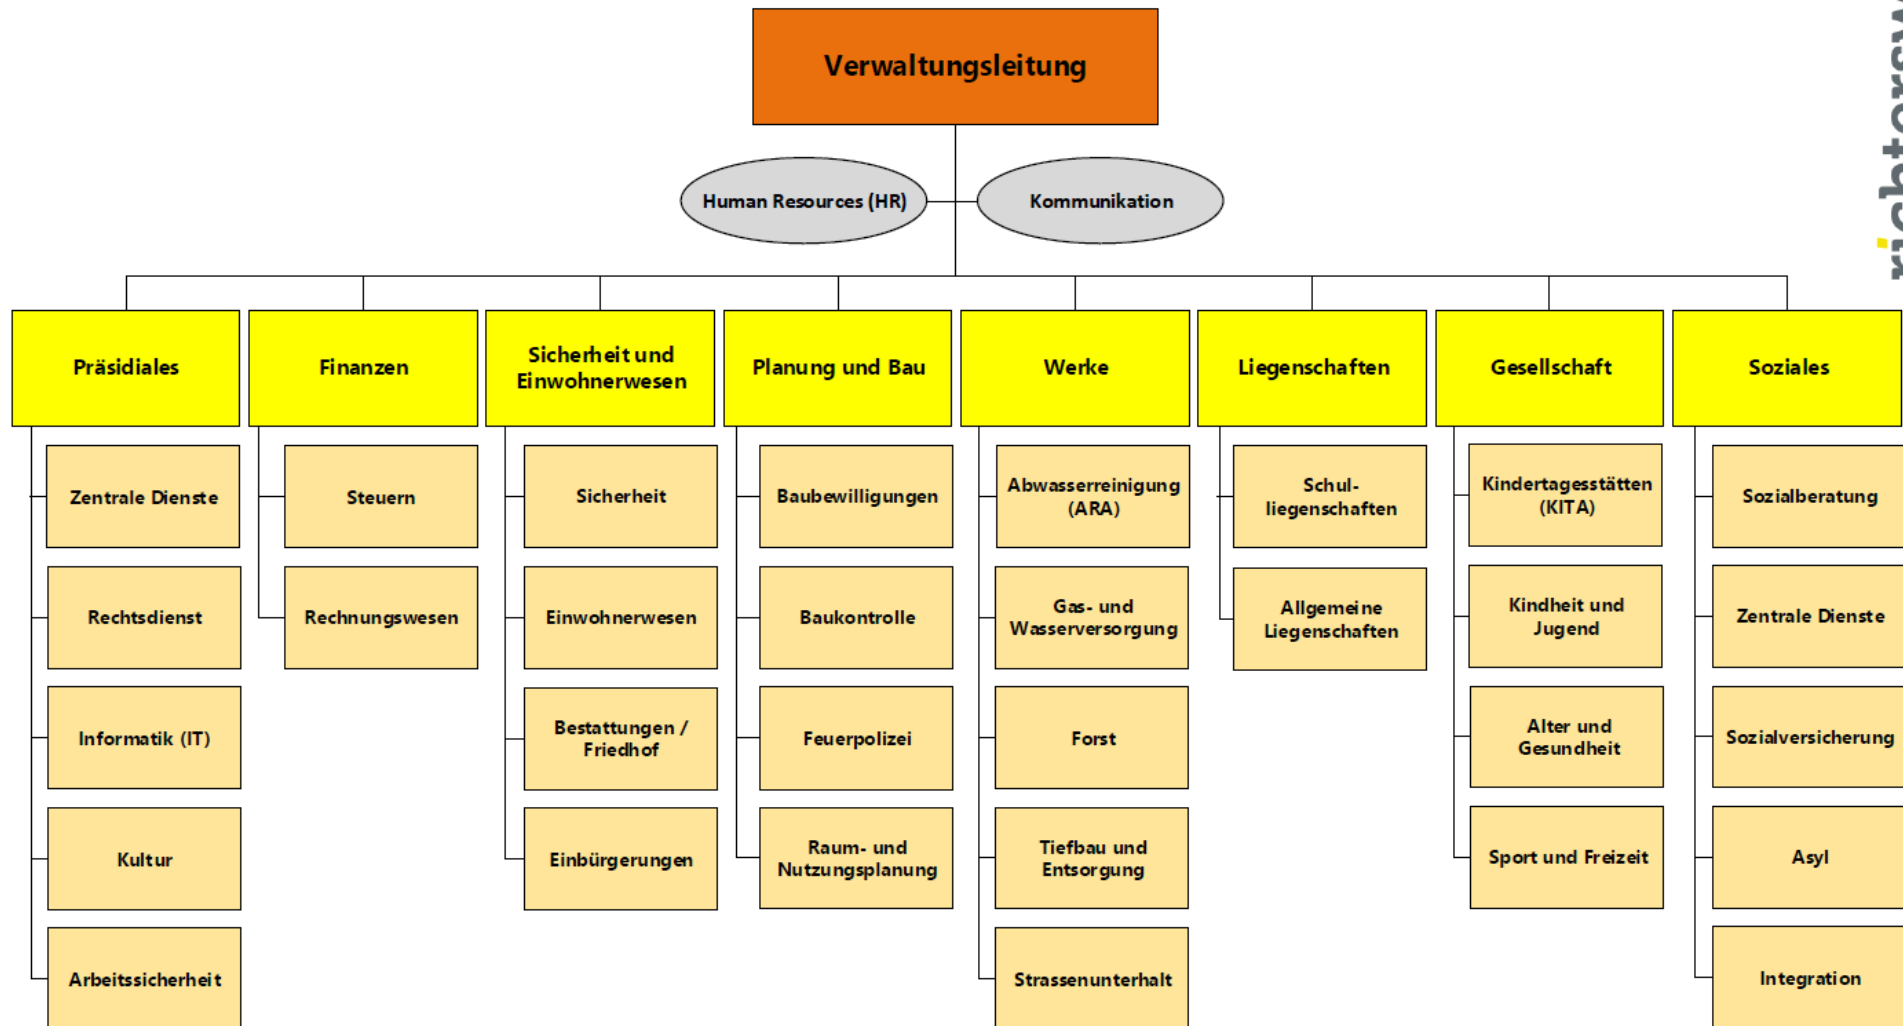 Verwaltungsleitung
Human Resources (HR)
Kommunikation
Präsidiales
Finanzen
Sicherheit und
Einwohnerwesen
Planung und Bau
Werke
Liegenschaften
Gesellschaft
Soziales
Zentrale Dienste
Rechtsdienst
Informatik (IT)
Kultur
Arbeitssicherheit
Steuern
Rechnungswesen
Sicherheit
Einwohnerwesen
Bestattungen /
Friedhof
Einbürgerungen
Baubewilligungen
Baukontrolle
Feuerpolizei
Raum- und
Nutzungsplanung
Abwasserreinigung
(ARA)
Gas- und
Wasserversorgung
Forst
Tiefbau und
Entsorgung
Strassenunterhalt
Schul-
liegenschaften
Allgemeine
Liegenschaften
Kindertagesstätten
(KITA)
Kindheit und
Jugend
Alter und
Gesundheit
Sport und Freizeit
Sozialberatung
Zentrale Dienste
Sozialversicherung
Asyl
Integration